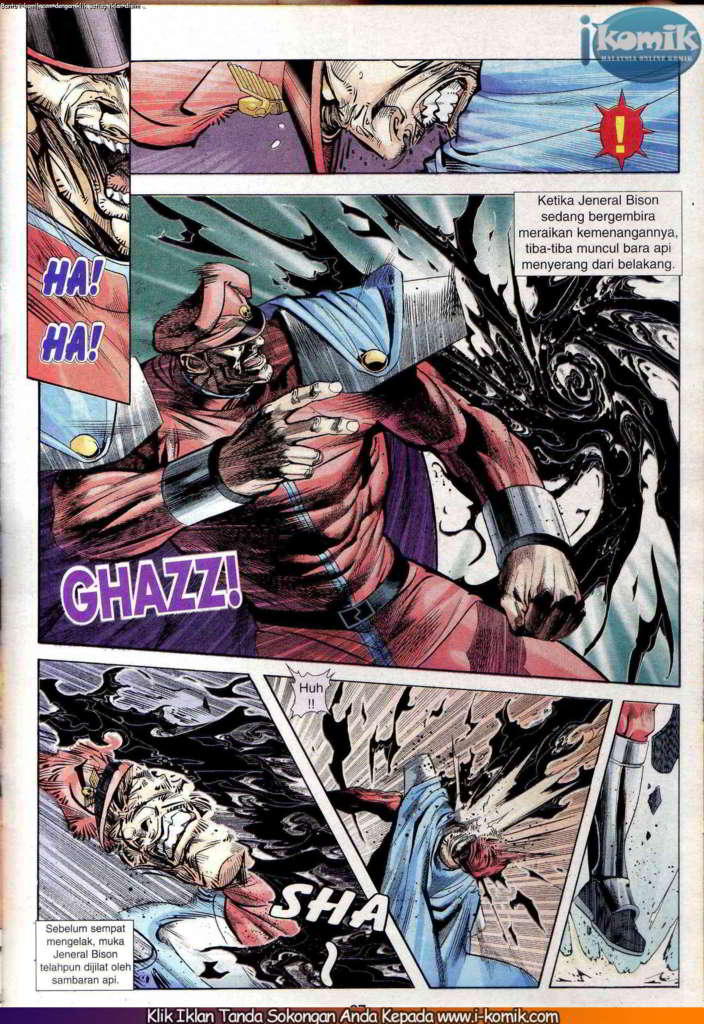 i komik
MALAYSIA ONLINE KOMIK
!
HA!
HA!
Ketika Jeneral Bison
sedang bergembira
meraikan kemenangannya,
tiba-tiba muncul bara api
menyerang dari belakang.
GHAZZ!
Huh
!!
SHA
Sebelum sempat
mengelak, muka
Jeneral Bison
telahpun dijilat oleh
sambaran api.
Klik Iklan Tanda Sokongan Anda Kepada www.i-komik.com